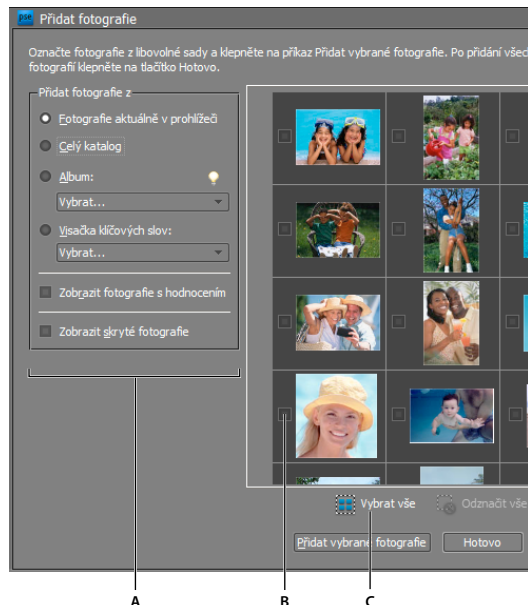 pse Přidat fotografie
Označte fotografie z libovolné sady a klepněte na příkaz Přidat vybrané fotografie. Po přidání všec
fotografií klepněte na tlačítko Hotovo.
Přidat fotografie z
Fotografie aktuálně v prohlížeči
Celý katalog
Album:
Vybrat...
Visačka klíčových slov:
Vybrat...
Zobrazit fotografie s hodnocením
Zobrazit skryté fotografie
Vybrat vše
Odznačit vše
Přidat vybrané fotografie
Hotovo
A
B
C